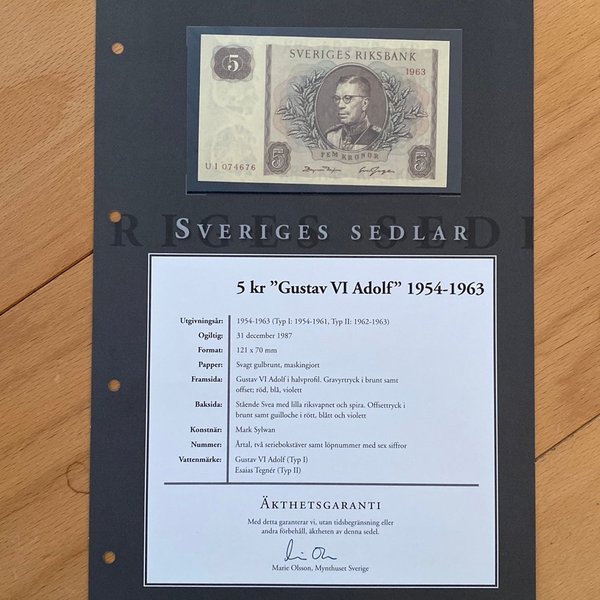 5
SVERIGES RIKSBANK
1963
FEM KRONOR
5
5
UI 074676
RIGES SED
SVERIGES SEDLAR
5 kr ”Gustav VI Adolf” 1954-1963
Utgivningsår: 1954-1963 (Typ I: 1954-1961, Typ II: 1962-1963)
Ogiltig: 31 december 1987
Format: 121 x 70 mm
Papper: Svagt gulbrunt, maskingjort
Framsida: Gustav VI Adolf i halvprofil. Gravyrtryck i brunt samt
offset; röd, blå, violett
Baksida: Stående Svea med lilla riksvapnet och spira. Offsettryck i
brunt samt guilloche i rött, blått och violett
Konstnär: Mark Sylwan
Nummer: Årtal, två seriebokstäver samt löpnummer med sex siffror
Vattenmärke: Gustav VI Adolf (Typ I)
Esaias Tegnér (Typ II)
ÄKTHETSGARANTI
Med detta garanterar vi, utan tidsbegränsning eller
andra förbehåll, äktheten av denna sedel.
Marie Olsson, Mynthuset Sverige